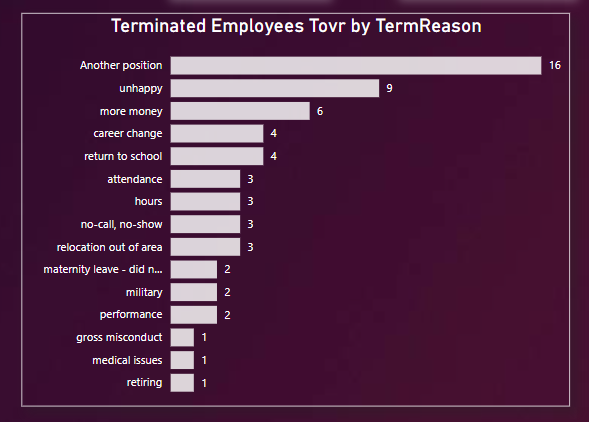 Terminated Employees Tovr by TermReason
Another position 16
unhappy 9
more money 6
career change 4
return to school 4
attendance 3
hours 3
no-call, no-show 3
relocation out of area 3
maternity leave - did n... 2
military 2
performance 2
gross misconduct 1
medical issues 1
retiring 1